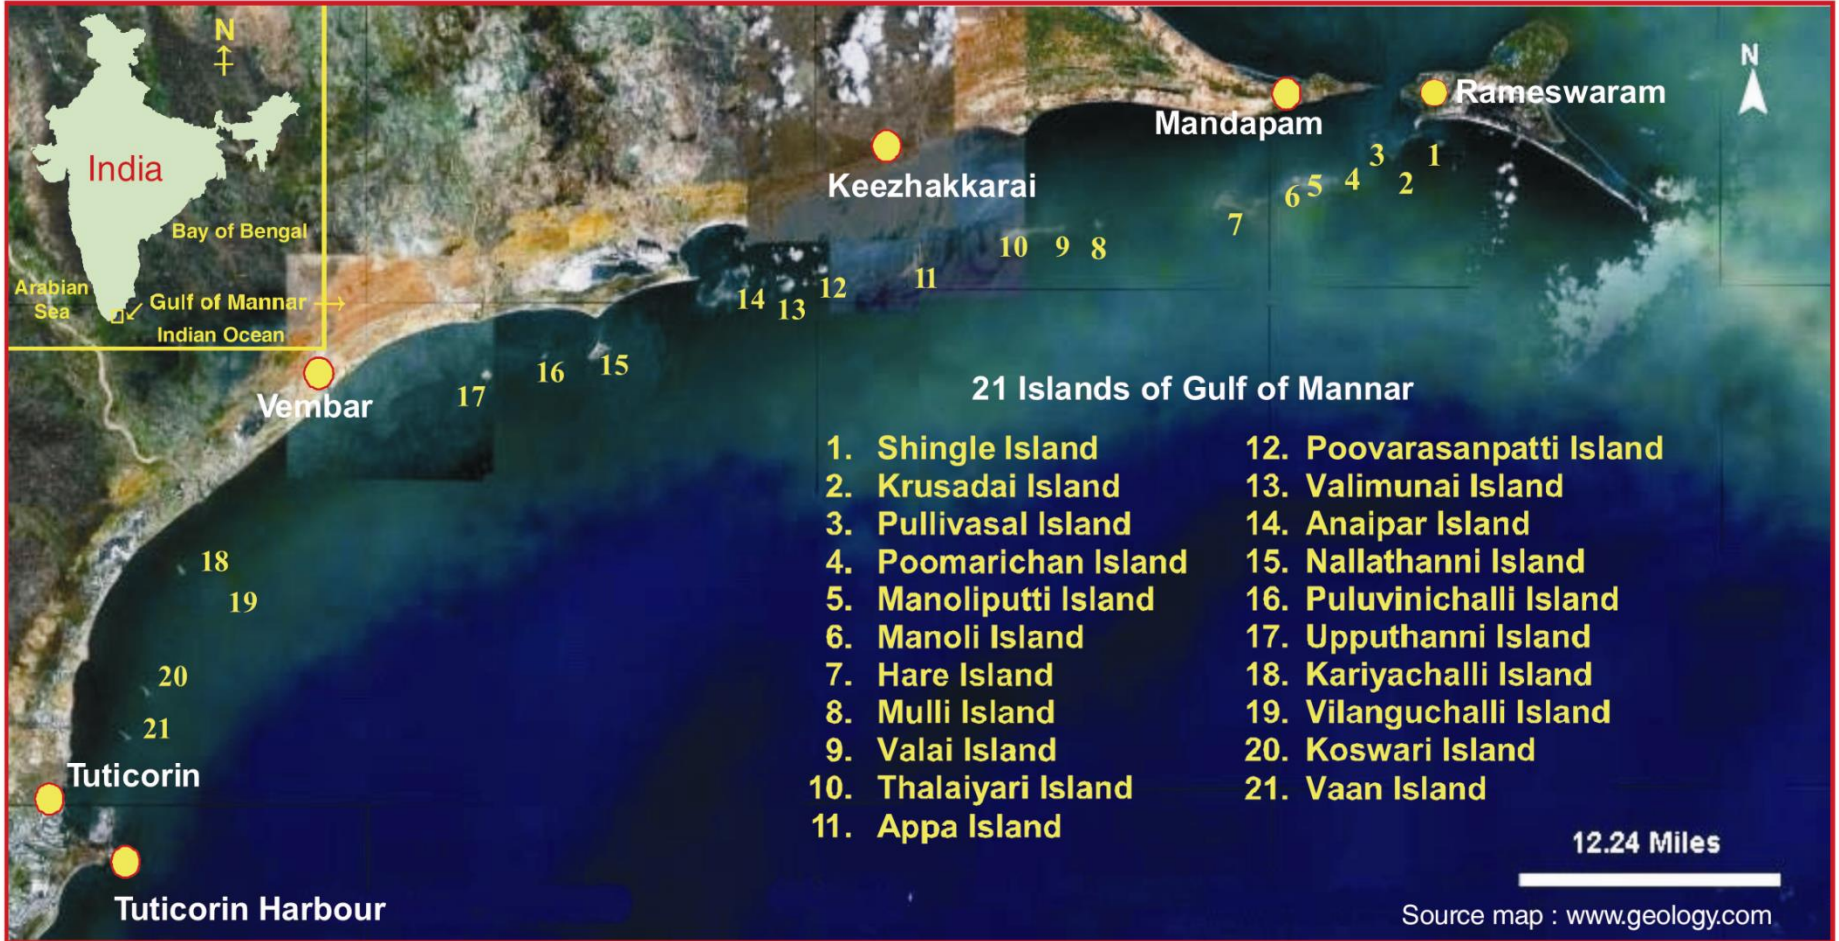 N
India
Bay of Bengal
Arabian
Sea
Gulf of Mannar
Indian Ocean
N
Rameswaram
Mandapam
Keezhakkarai
Vembar
Tuticorin
Tuticorin Harbour
1
2
3
4
5
6
7
8
9
10
11
12
13
14
15
16
17
18
19
20
21
21 Islands of Gulf of Mannar
1. Shingle Island
2. Krusadai Island
3. Pullivasal Island
4. Poomarichan Island
5. Manoliputti Island
6. Manoli Island
7. Hare Island
8. Mulli Island
9. Valai Island
10. Thalaiyari Island
11. Appa Island
12. Poovarasanpatti Island
13. Valimunai Island
14. Anaipar Island
15. Nallathanni Island
16. Puluvinichalli Island
17. Upputhanni Island
18. Kariyachalli Island
19. Vilanguchalli Island
20. Koswari Island
21. Vaan Island
12.24 Miles
Source map : www.geology.com